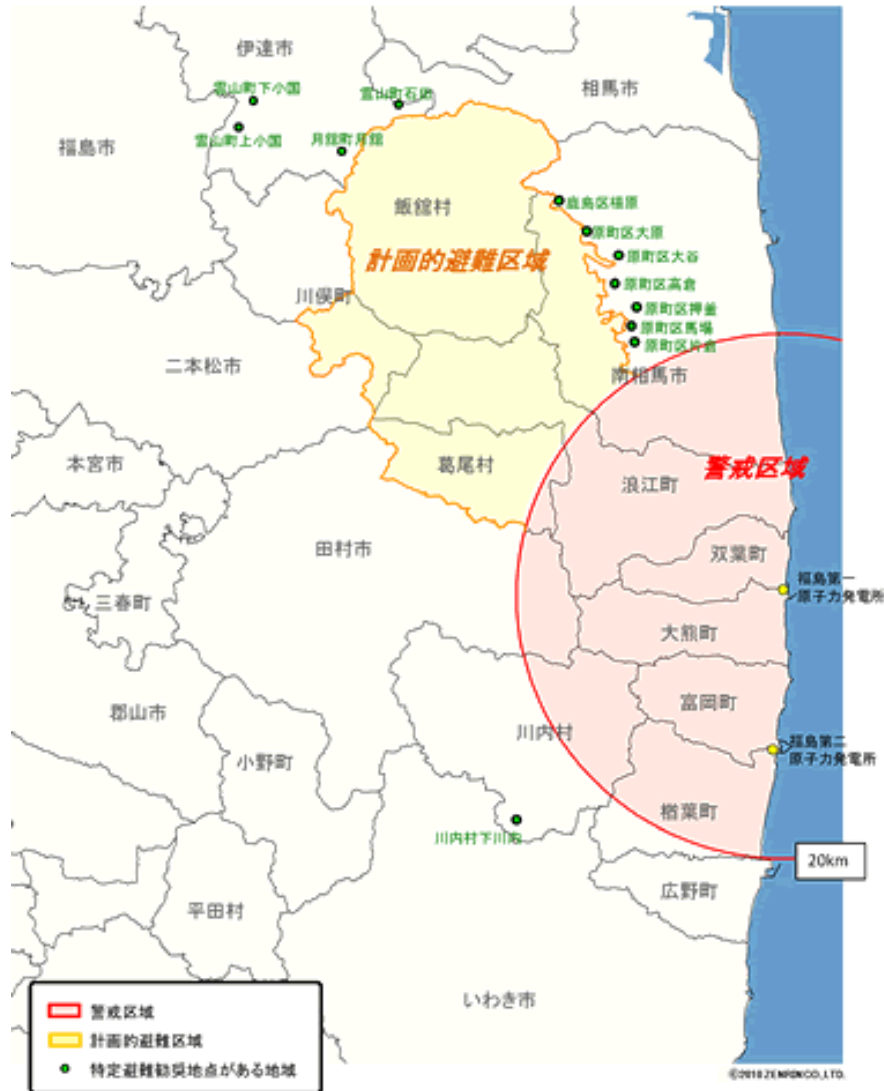 伊達市
相馬市
霊山町下小国
霊山町上小国
福島市
月舘町月舘
飯舘村
鹿島区橲原
原町区大原
原町区大谷
計画的避難区域
原町区高倉
川俣町
原町区押釜
原町区馬場
原町区片倉
二本松市
南相馬市
本宮市
葛尾村
警戒区域
浪江町
田村市
双葉町
福島第一
原子力発電所
三春町
大熊町
富岡町
郡山市
川内村
福島第二
原子力発電所
小野町
楢葉町
川内村下川内
20km
広野町
平田村
いわき市
警戒区域
計画的避難区域
特定避難勧奨地点がある地域
©2010 ZENRIN CO., LTD.